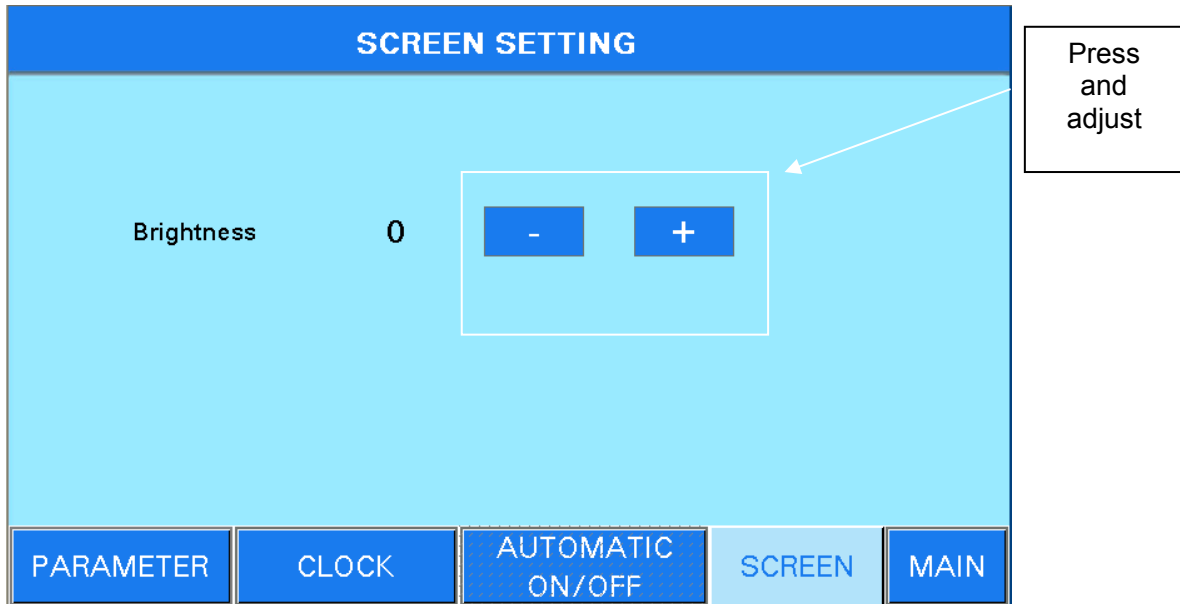 SCREEN SETTING
Press
and
adjust
Brightness 0 - +
PARAMETER CLOCK AUTOMATIC
ON/OFF SCREEN MAIN